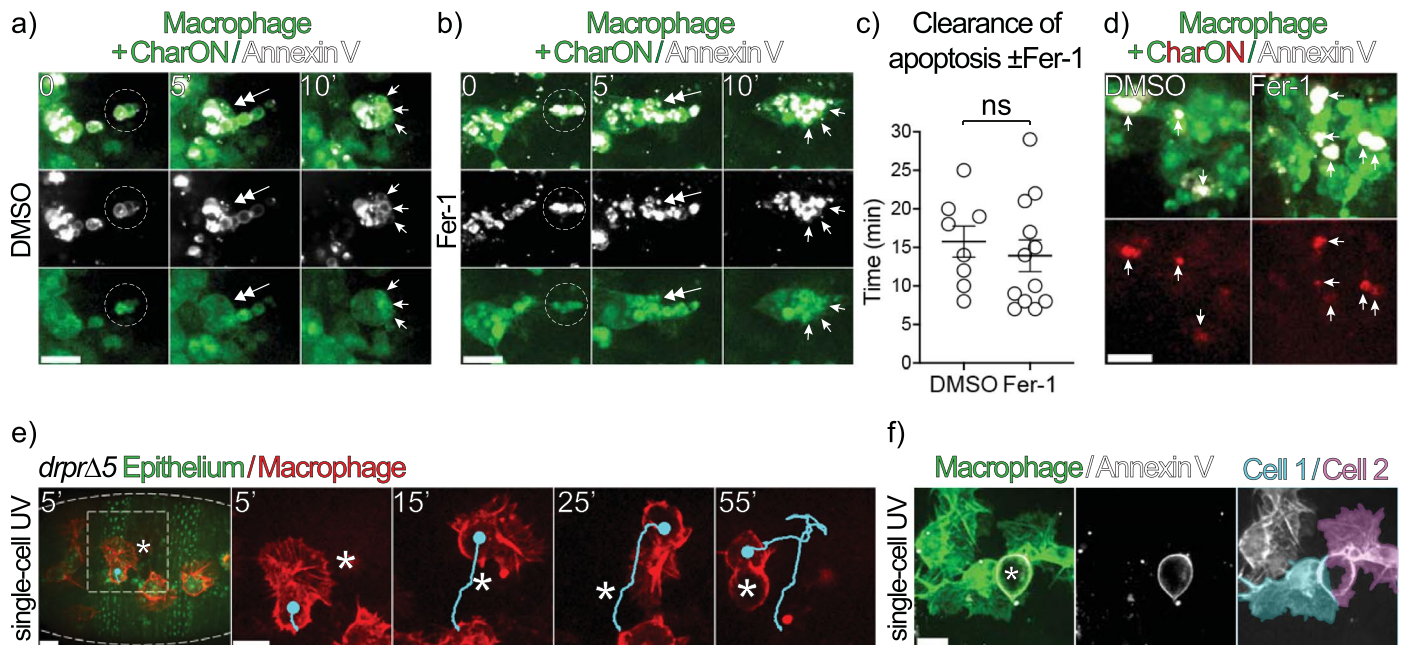 a)
Macrophage
+ CharON/Annexin V
DMSO
0
5'
10'
b)
Macrophage
+ CharON/Annexin V
Fer-1
0
5'
10'
c)
Clearance of
apoptosis ±Fer-1
ns
Time (min)
30
25
20
15
10
5
0
DMSO Fer-1
d)
Macrophage
+ CharON/Annexin V
DMSO
Fer-1
e)
drprΔ5 Epithelium/Macrophage
single-cell UV
5'
*
5'
*
15'
*
25'
*
55'
*
f)
Macrophage/Annexin V
Cell 1/Cell 2
single-cell UV
*